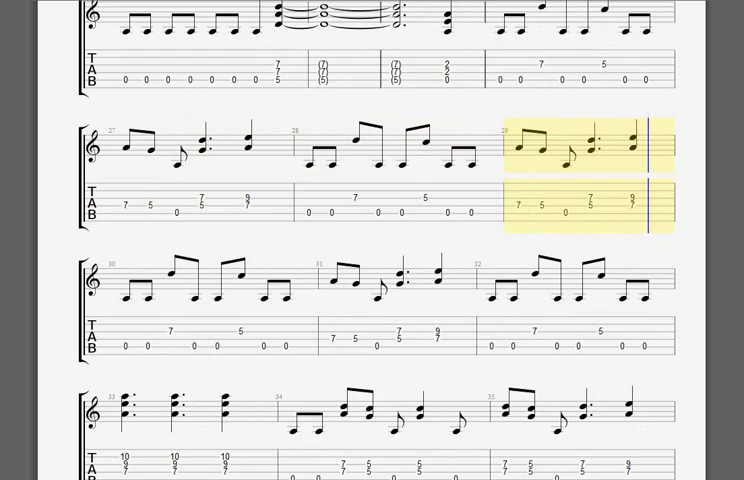 7 (7) (7) 2 7 5
T 7 (7) (7) 2
A
B 0 0 0 0 0 0 0 5 (5) (5) 0 0 0 0 0 0 0
27 28 29
T 7 9 7 5 7 9
A 7 5 5 7 7 5 5 7
B 0 0 0 0 0 0 0 0
30 31 32
T 7 5 7 9 7 5
A 7 5 5 7
B 0 0 0 0 0 0 0 0 0 0 0 0 0
33 34 35
T 10 10 10
A 9 9 9 7 5 5 7 5 7 9
B 7 7 7 7 5 5 7 5 5 7